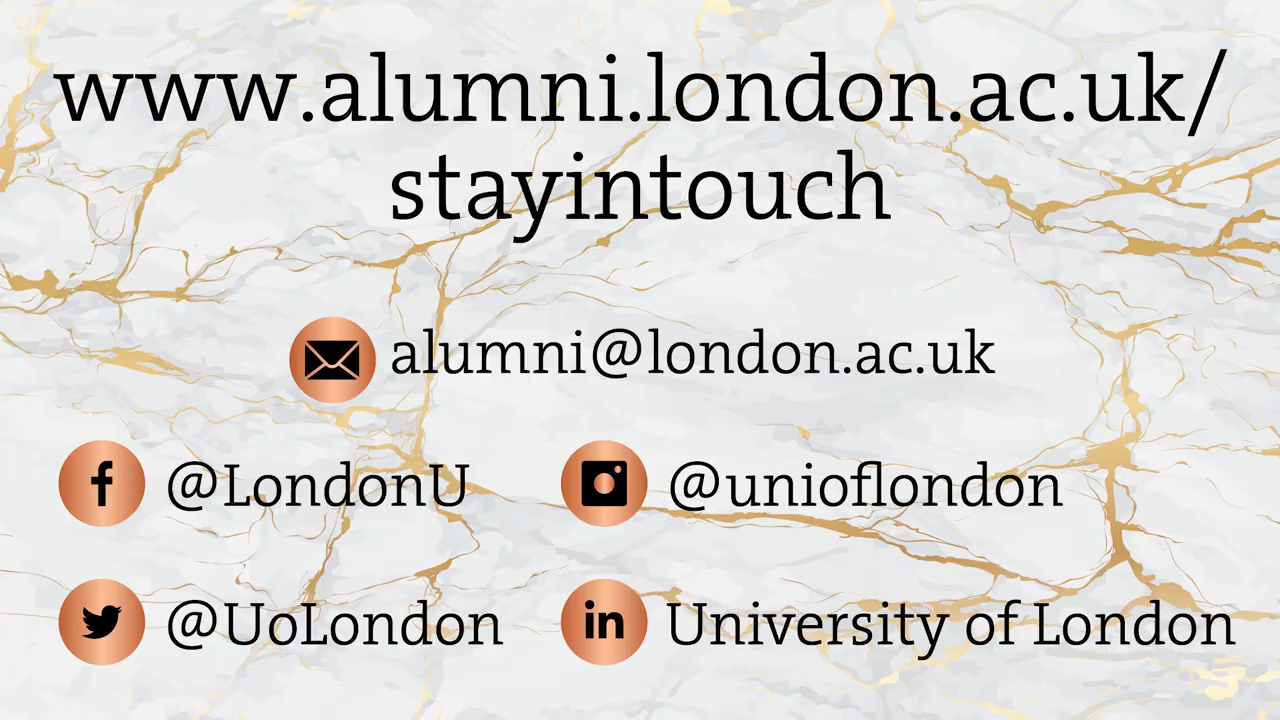 www.alumni.london.ac.uk/
stayintouch
alumni@london.ac.uk
@LondonU
@unioflondon
@UoLondon
University of London